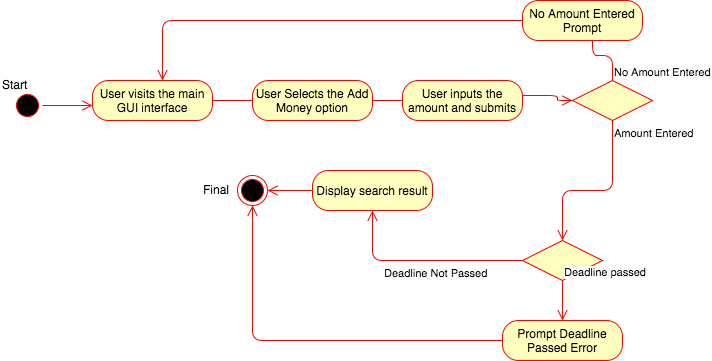 No Amount Entered
Prompt
Start
User visits the main
GUI interface
User Selects the Add
Money option
User inputs the
amount and submits
No Amount Entered
Amount Entered
Final
Display search result
Deadline Not Passed
Deadline passed
Prompt Deadline
Passed Error